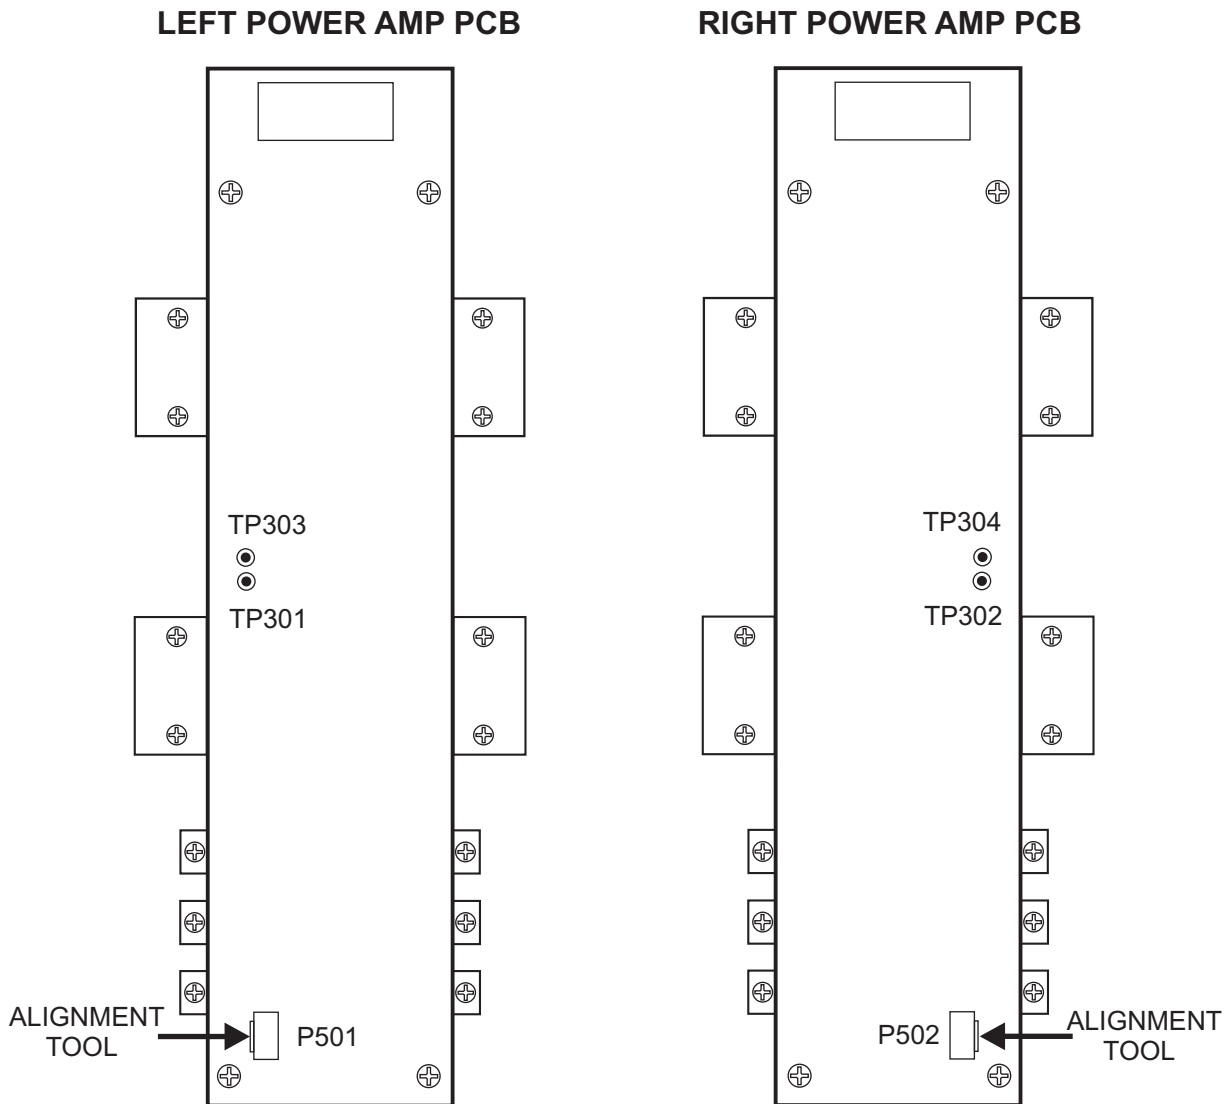 LEFT POWER AMP PCB
RIGHT POWER AMP PCB
TP303
TP301
TP304
TP302
ALIGNMENT
TOOL
P501
P502
ALIGNMENT
TOOL